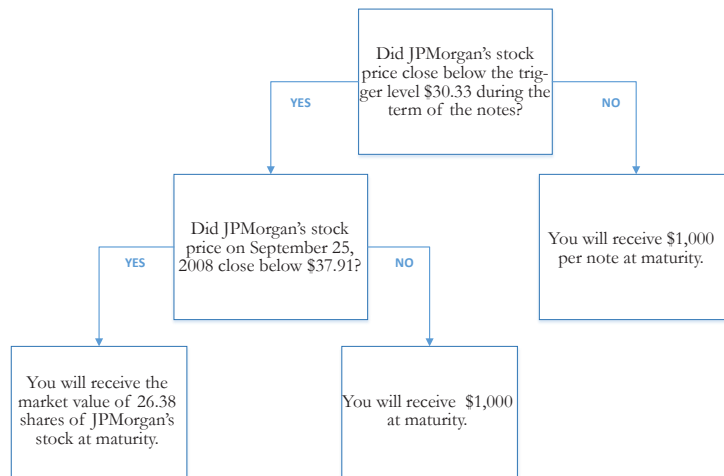 Did JPMorgan’s stock
price close below the trig-
ger level $30.33 during the
term of the notes?
YES
NO
Did JPMorgan’s stock
price on September 25,
2008 close below $37.91?
You will receive $1,000
per note at maturity.
YES
NO
You will receive the
market value of 26.38
shares of JPMorgan’s
stock at maturity.
You will receive $1,000
at maturity.